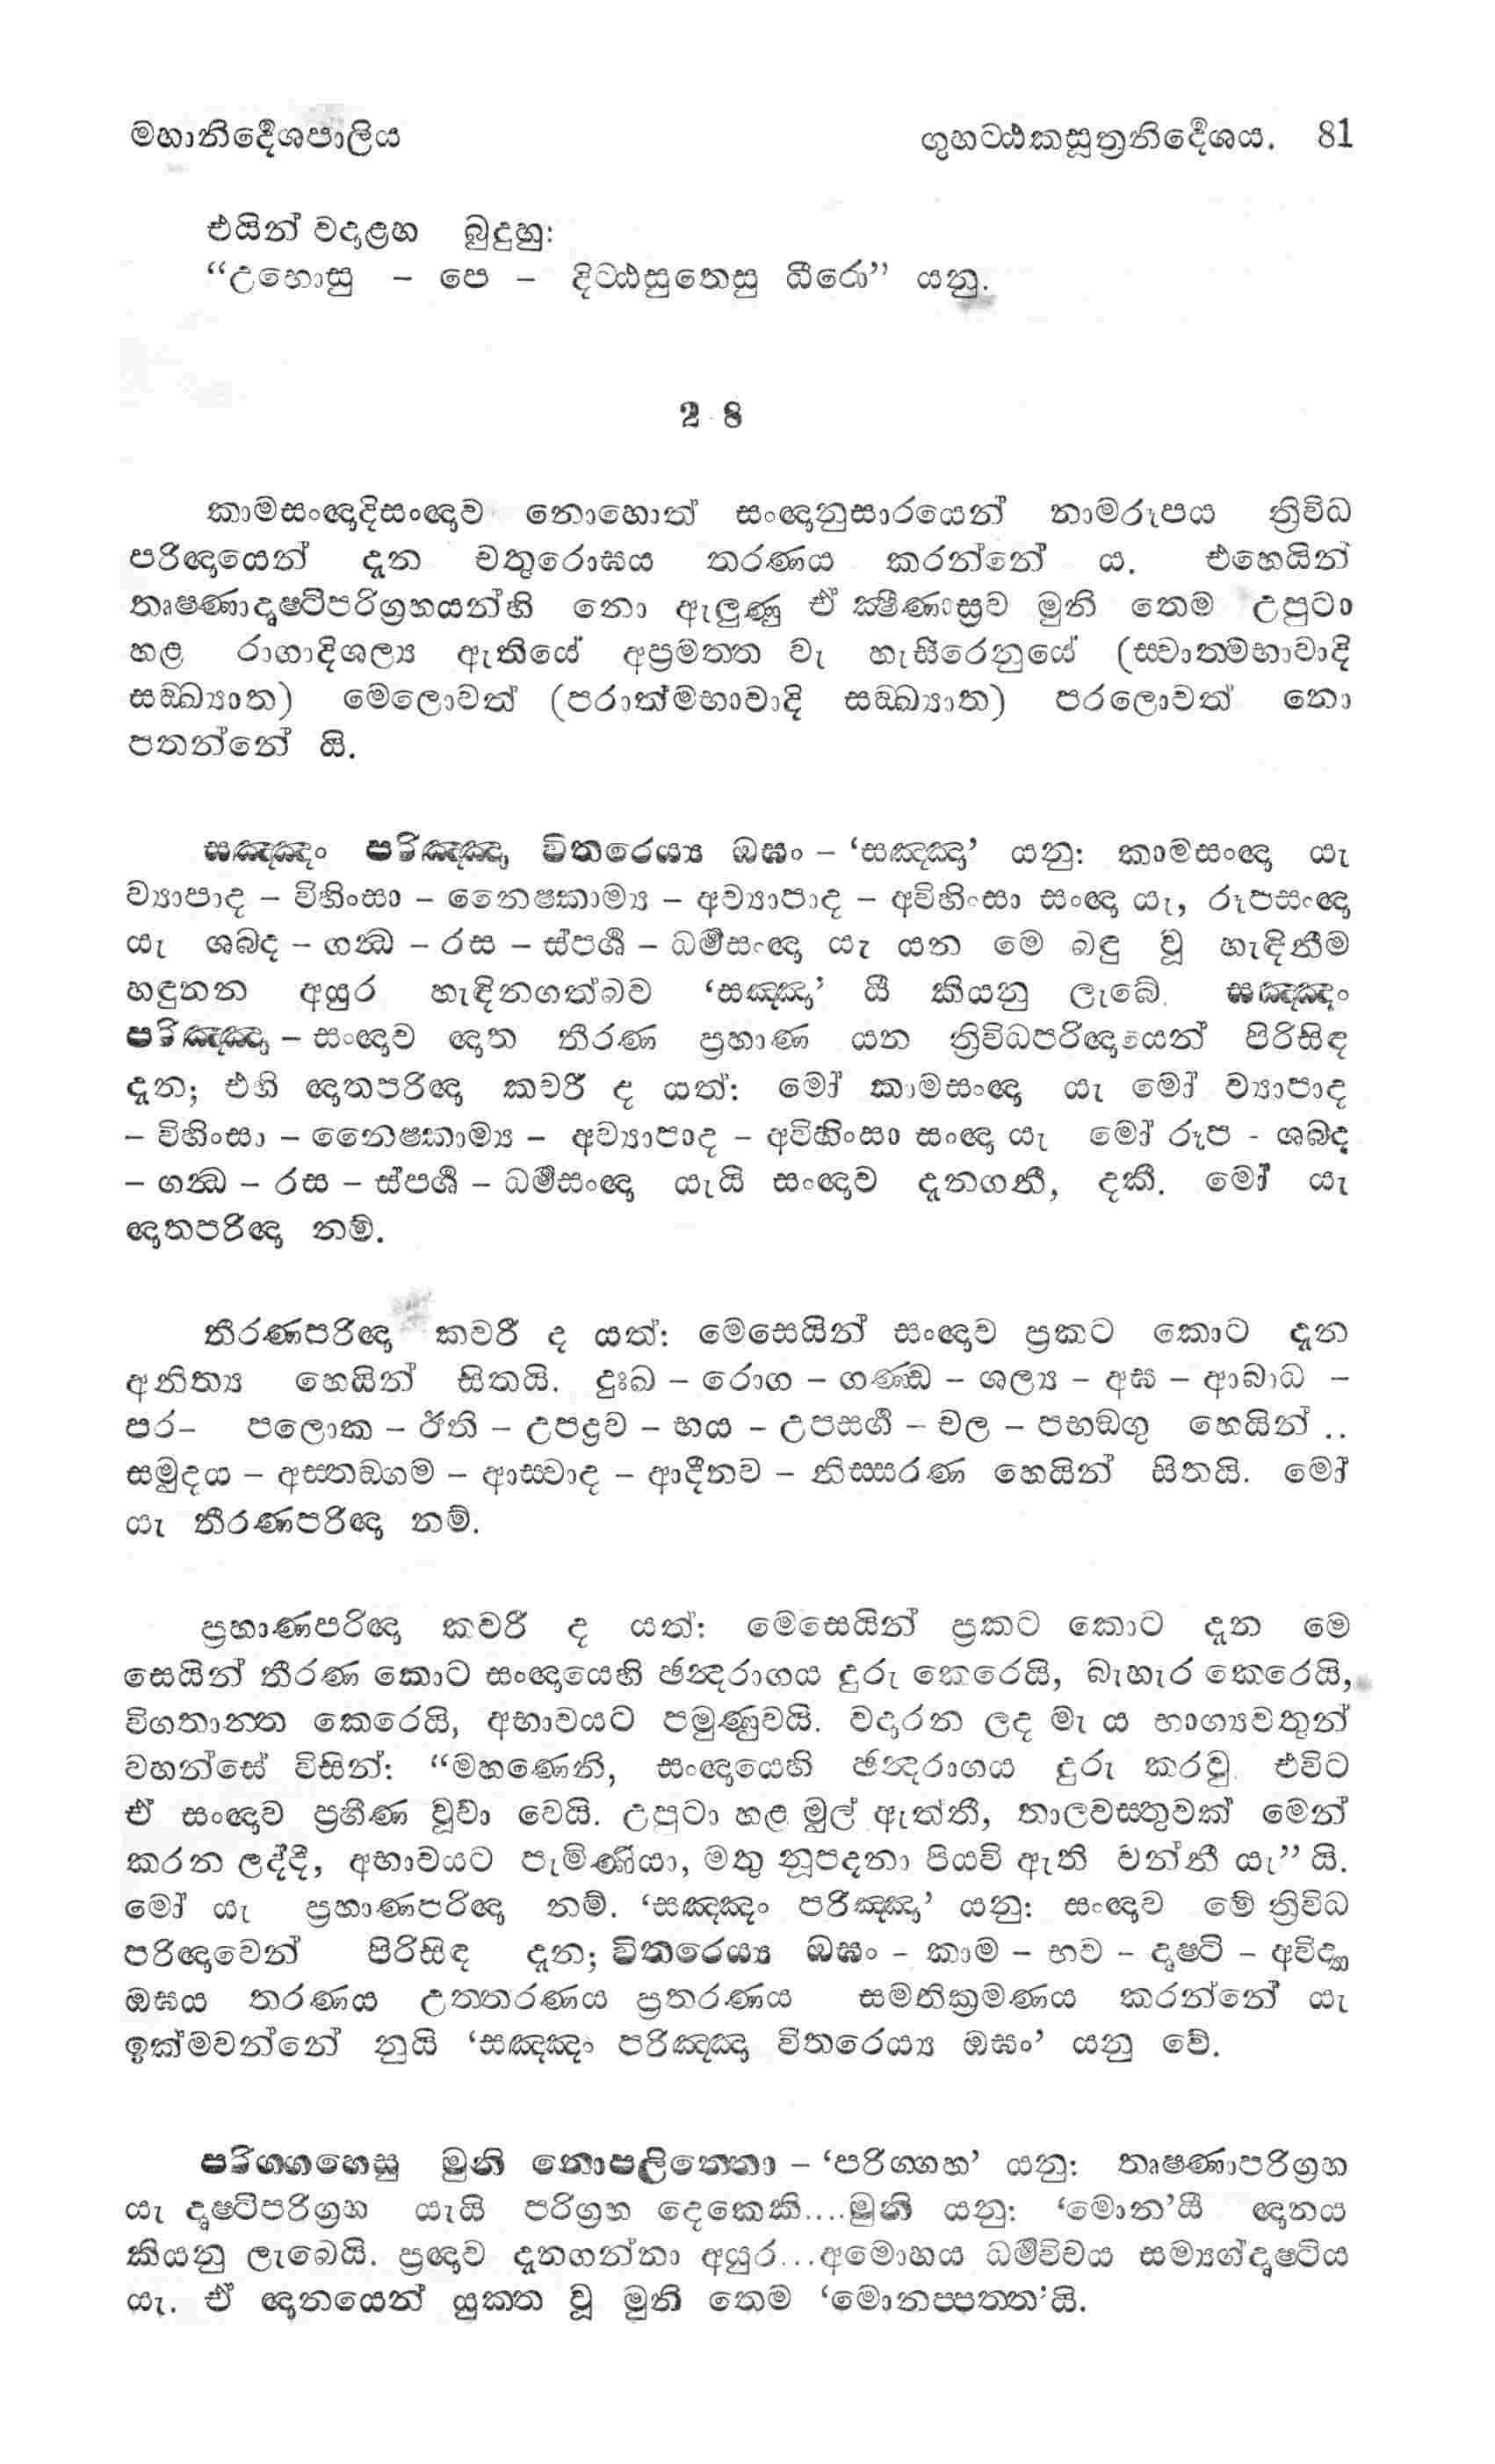 මහානිර්‍දෙශපාලිය ගුහට්ඨකසූත්‍රනිර්‍දෙශය. 81
එයින් වදාළහ බුදුහු:
“උභොසු – පෙ – දිට්ඨසුතෙසු ධීරො” යනු.
2 - 8
කාමසංඥාදිසංඥාව නොහොත් සංඥානුසාරයෙන් නාමරූපය ත්‍රිවිධ
පරිඥායෙන් දැන චතුරොඝය තරණය කරන්නේ ය. එහෙයින්
තෘෂණාදෘෂ්ටිපරිග්‍රහයන්හි නො ඇලුණු ඒ ක්‍ෂීණාස්‍රව මුනි තෙම උපුටා
හළ රාගාදිශල්‍ය ඇතියේ අප්‍රමත්ත වැ හැසිරෙනුයේ (ස්වාත්මභාවාදි
සඞ්ඛ්‍යාත) මෙලොවත් (පරාත්මභාවාදි සඞ්ඛ්‍යාත) පරලොවත් නො
පතන්නේ යි.
සඤ්ඤං පරිඤ්ඤා විතරෙය්‍ය ඔඝං – ‘සඤ්ඤා’ යනු: කාමසංඥා යැ
ව්‍යාපාද – විහිංසා – නෛෂ්කාම්‍ය – අව්‍යාපාද – අවිහිංසා සංඥා යැ, රූපසංඥා
යැ ශබ්ද – ගන්‍ධ – රස – ස්පර්‍ශ – ධර්‍මසංඥා යැ යන මෙ බඳු වූ හැඳිනීම
හඳුනන අයුර හැඳිනගත්බව ‘සඤ්ඤා’ යී කියනු ලැබේ. සඤ්ඤං
පරිඤ්ඤා – සංඥාව ඥාත තීරණ ප්‍රහාණ යන ත්‍රිවිධපරිඥායෙන් පිරිසිඳ
දැන; එහි ඥාතපරිඥා කවරී ද යත්: මෝ කාමසංඥා යැ මෝ ව්‍යාපාද
– විහිංසා – නෛෂ්කාම්‍ය – අව්‍යාපාද – අවිහිංසා සංඥා යැ මෝ රූප - ශබ්ද
– ගන්‍ධ – රස – ස්පර්‍ශ – ධර්‍මසංඥා යැයි සංඥාව දැනගනී, දකී. මෝ යැ
ඥාතපරිඥා නම්.
තීරණපරිඥා කවරී ද යත්: මෙසෙයින් සංඥාව ප්‍රකට කොට දැන
අනිත්‍ය හෙයින් සිතයි. දුඃඛ – රොග – ගණ්ඩ – ශල්‍ය – අඝ – ආබාධ –
පර– පලොක – ඊති – උපද්‍රව – භය – උපසර්‍ග – චල – පභඞ්ගු හෙයින් ..
සමුදය – අස්තඞ්ගම – ආස්වාද – ආදීනව – නිස්සරණ හෙයින් සිතයි. මෝ
යැ තීරණපරිඥා නම්.
ප්‍රහාණපරිඥා කවරී ද යත්: මෙසෙයින් ප්‍රකට කොට දැන මෙ
සෙයින් තීරණ කොට සංඥායෙහි ඡන්‍දරාගය දුරු කෙරෙයි, බැහැර කෙරෙයි,
විගතාන්ත කෙරෙයි, අභාවයට පමුණුවයි. වදාරන ලද මැ ය භාග්‍යවතුන්
වහන්සේ විසින්: “මහණෙනි, සංඥායෙහි ඡන්‍දරාගය දුරු කරවු. එවිට
ඒ සංඥාව ප්‍රහීණ වූවා වෙයි. උපුටා හළ මුල් ඇත්තී, තාලවස්තුවක් මෙන්
කරන ලද්දී, අභාවයට පැමිණියා, මතු නූපදනා පියවි ඇති වන්නී යැ” යි.
මෝ යැ ප්‍රහාණපරිඥා නම්. ‘සඤ්ඤං පරිඤ්ඤා’ යනු: සංඥාව මේ ත්‍රිවිධ
පරිඥාවෙන් පිරිසිඳ දැන; විතරෙය්‍ය ඔඝං – කාම – භව – දෘෂ්ටි – අවිද්‍යා
ඔඝය තරණය උත්තරණය ප්‍රතරණය සමතික්‍රමණය කරන්නේ යැ
ඉක්මවන්නේ නුයි ‘සඤ්ඤං පරිඤ්ඤා විතරෙය්‍ය ඔඝං’ යනු වේ.
පරිග්ගහෙසු මුනි නොපලිත්තො – ‘පරිග්ගහ’ යනු: තෘෂණාපරිග්‍රහ
යැ දෘෂ්ටිපරිග්‍රහ යැයි පරිග්‍රහ දෙකෙකි....මුනි යනු: ‘මොන’යී ඥානය
කියනු ලැබෙයි. ප්‍රඥාව දැනගන්නා අයුර...අමොහය ධර්‍මවිචය සම්‍යග්දෘෂ්ටිය
යැ. ඒ ඥානයෙන් යුක්ත වූ මුනි තෙම ‘මොනප්පත්ත’යි.